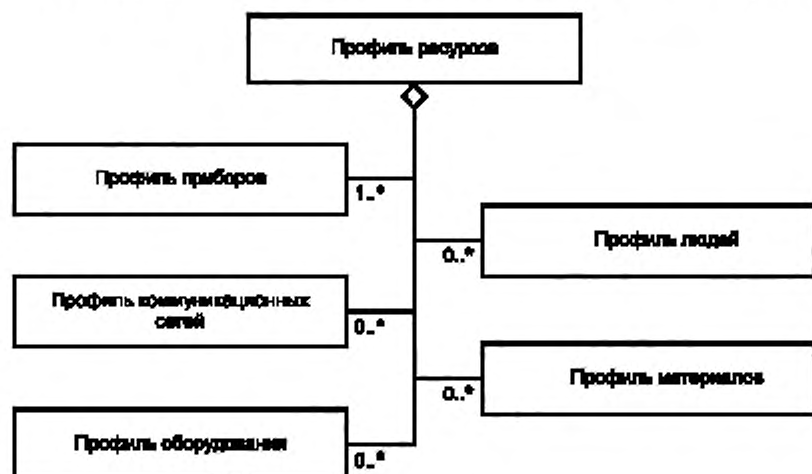 Профиль ресурсов
Профиль приборов
1..*
Профиль людей
0..*
Профиль коммуникационных
сетей
0..*
Профиль материалов
0..*
Профиль оборудования
0..*